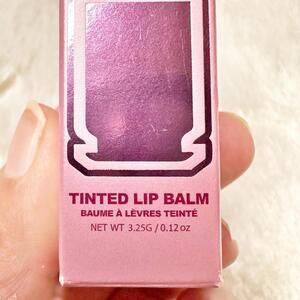 TINTED LIP BALM
BAUME À LÈVRES TEINTÉ
NET WT 3.25G / 0.12 oz